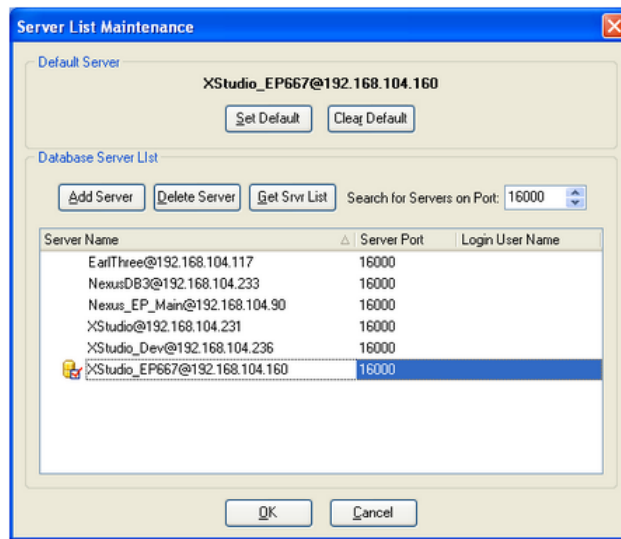 Server List Maintenance
Default Server
XStudio_EP667@192.168.104.160
Set Default Clear Default
Database Server LIst
Add Server Delete Server Get Srvr List Search for Servers on Port: 16000
Server Name Server Port Login User Name
EarlThree@192.168.104.117 16000
NexusDB3@192.168.104.233 16000
Nexus_EP_Main@192.168.104.90 16000
XStudio@192.168.104.231 16000
XStudio_Dev@192.168.104.236 16000
XStudio_EP667@192.168.104.160 16000
OK Cancel